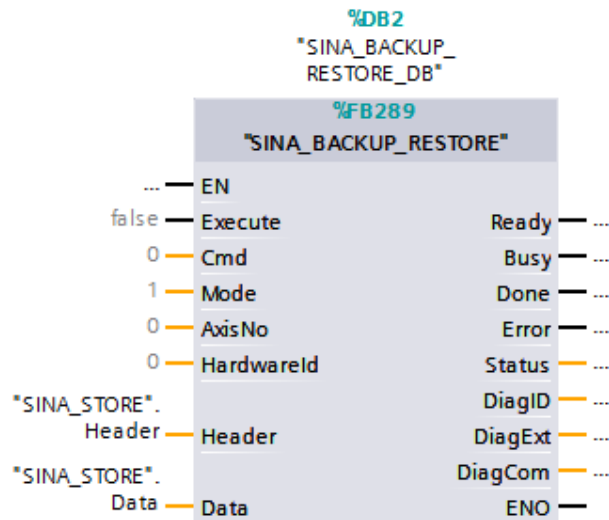 %DB2
"SINA_BACKUP_
RESTORE_DB"
%FB289
"SINA_BACKUP_RESTORE"
... EN
false Execute Ready ...
0 Cmd Busy ...
1 Mode Done ...
0 AxisNo Error ...
0 HardwareId Status ...
DiagID ...
"SINA_STORE".
Header Header DiagExt ...
DiagCom ...
"SINA_STORE".
Data Data ENO